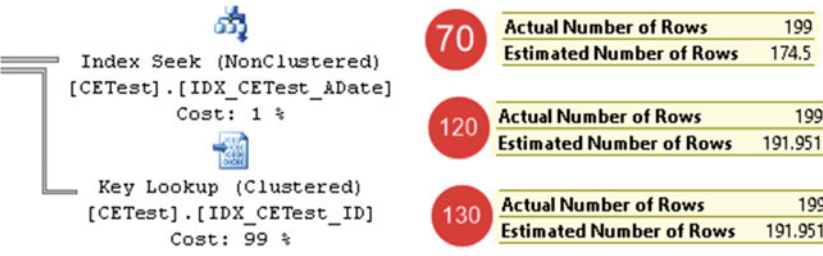 Index Seek (NonClustered)
[CETest].[IDX_CETest_ADate]
Cost: 1 %
Key Lookup (Clustered)
[CETest].[IDX_CETest_ID]
Cost: 99 %
70
Actual Number of Rows 199
Estimated Number of Rows 174.5
120
Actual Number of Rows 199
Estimated Number of Rows 191.951
130
Actual Number of Rows 199
Estimated Number of Rows 191.951